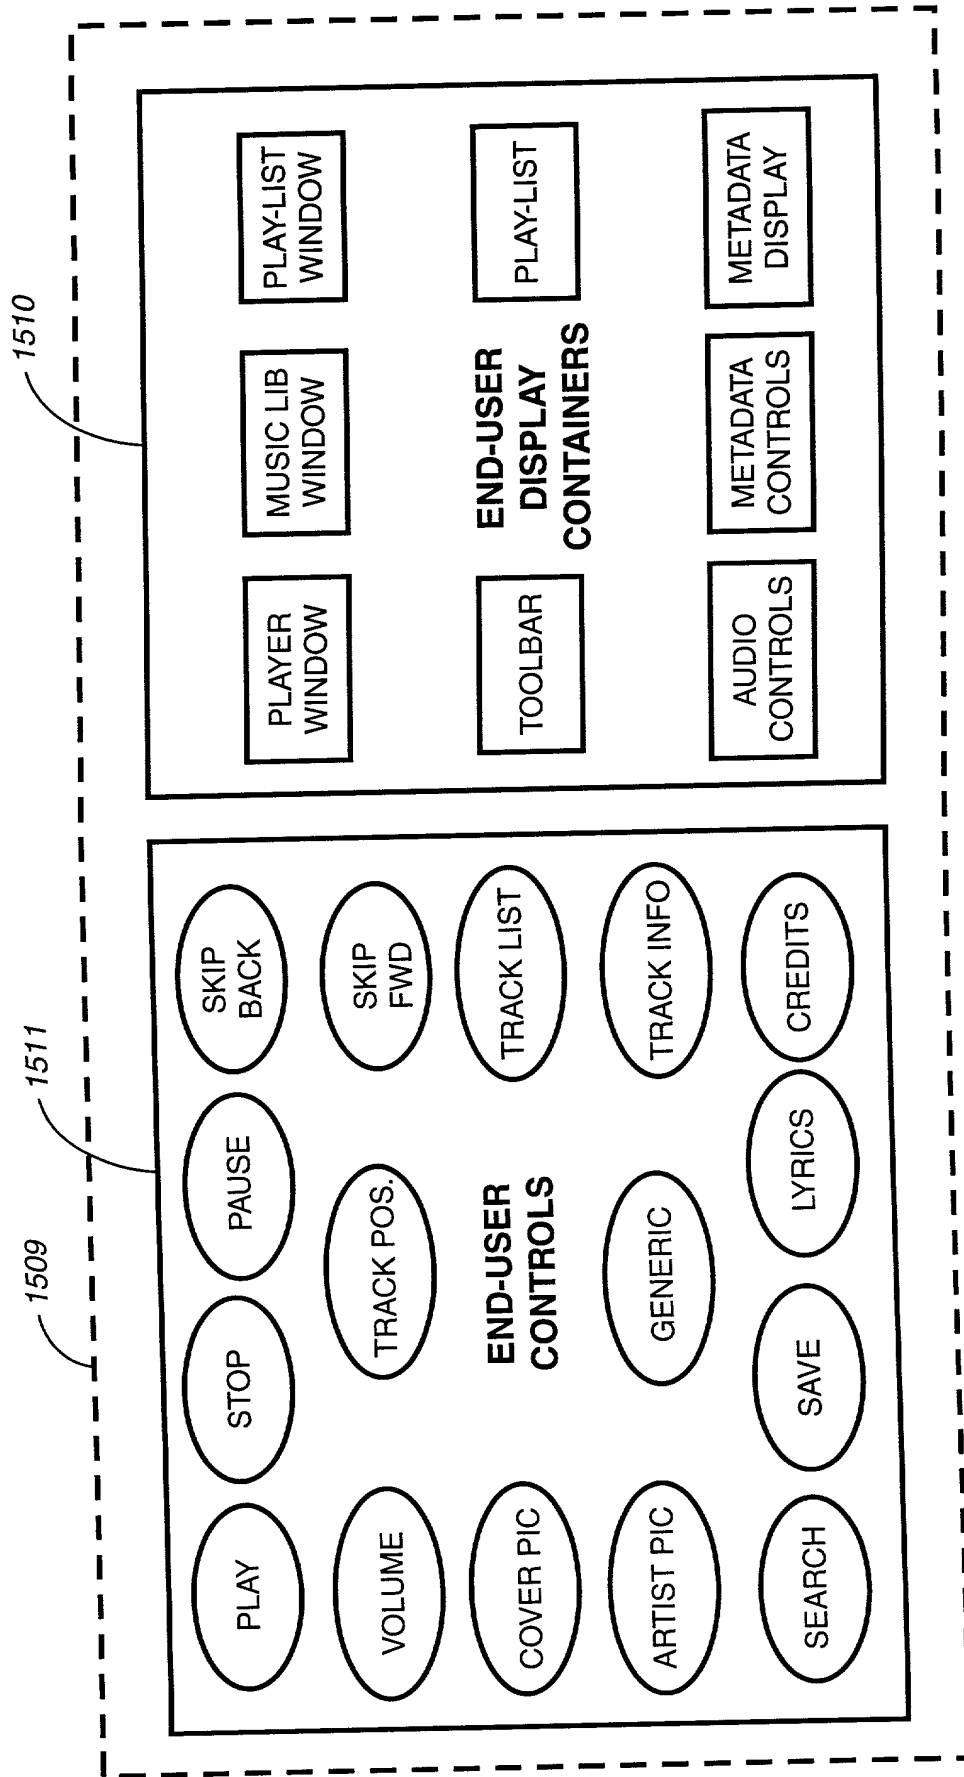 1509
1511
1510
PLAY
STOP
PAUSE
SKIP
BACK
VOLUME
TRACK POS.
SKIP
FWD
COVER PIC
END-USER
CONTROLS
TRACK LIST
ARTIST PIC
GENERIC
TRACK INFO
SEARCH
SAVE
LYRICS
CREDITS
PLAYER
WINDOW
MUSIC LIB
WINDOW
PLAY-LIST
WINDOW
TOOLBAR
END-USER
DISPLAY
CONTAINERS
PLAY-LIST
AUDIO
CONTROLS
METADATA
CONTROLS
METADATA
DISPLAY